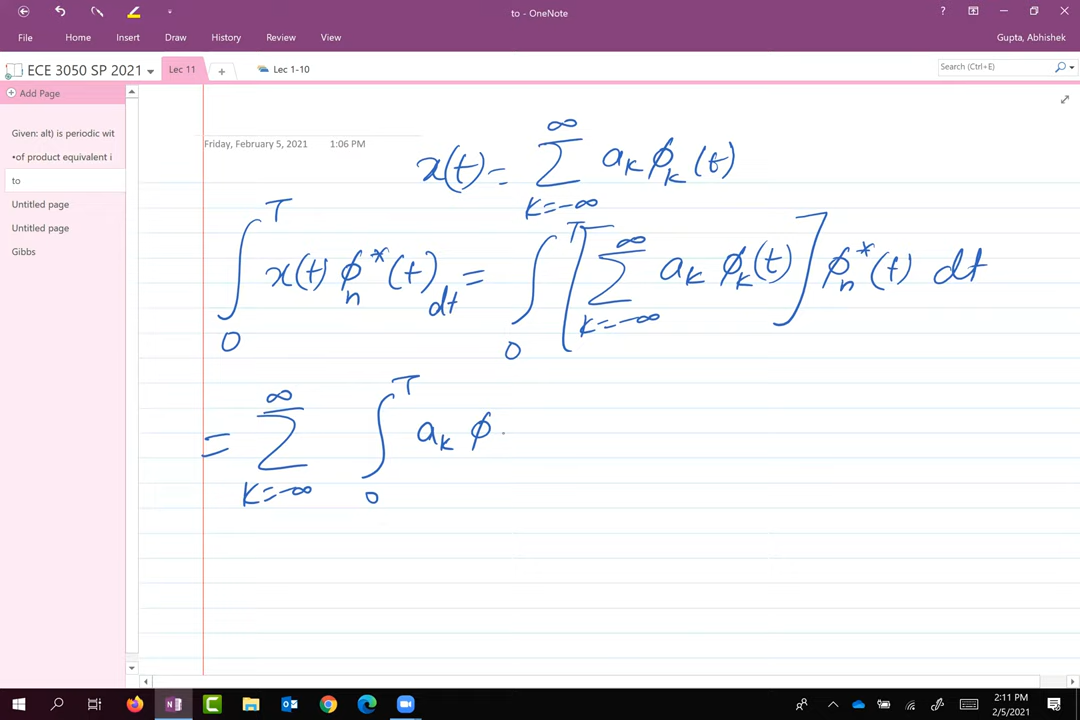 to - OneNote
?
File Home Insert Draw History Review View
Gupta, Abhishek
ECE 3050 SP 2021
Lec 11
+
Lec 1-10
Search (Ctrl+E)
Add Page
Given: alt) is periodic wit
•of product equivalent i
to
Untitled page
Untitled page
Gibbs
Friday, February 5, 2021 1:06 PM
x(t) = ∑_{k=-∞}^{∞} a_k φ_k (t)
∫_0^T x(t) φ_n^*(t) dt = ∫_0^T [ ∑_{k=-∞}^{∞} a_k φ_k(t) ] φ_n^*(t) dt
= ∑_{k=-∞}^{∞} ∫_0^T a_k φ
2:11 PM
2/5/2021